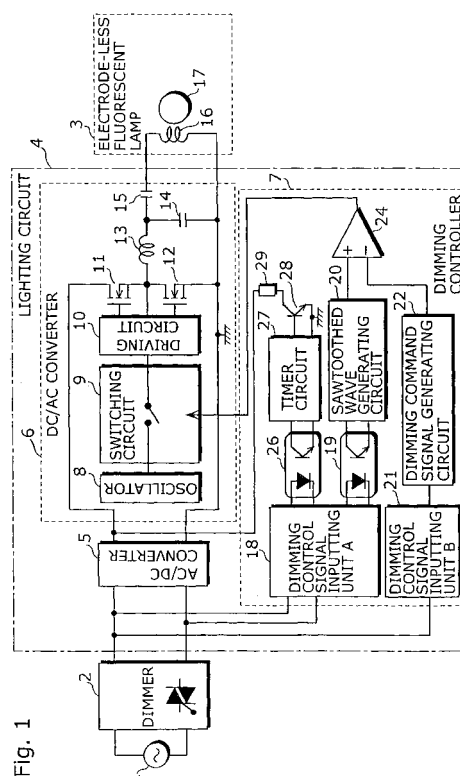 Fig. 1
2
DIMMER
4
LIGHTING CIRCUIT
5
AC/DC
CONVERTER
6
DC/AC CONVERTER
8
OSCILLATOR
9
SWITCHING
CIRCUIT
10
DRIVING
CIRCUIT
11
12
13
14
15
3
ELECTRODE-LESS
FLUORESCENT
LAMP
16
17
7
DIMMING
CONTROLLER
18
DIMMING
CONTROL
SIGNAL
INPUTTING
UNIT A
26
19
27
TIMER CIRCUIT
28
29
20
SAWTOOTHED
WAVE
GENERATING
CIRCUIT
21
DIMMING
CONTROL
SIGNAL
INPUTTING
UNIT B
22
DIMMING COMMAND
SIGNAL GENERATING
CIRCUIT
24
+
−